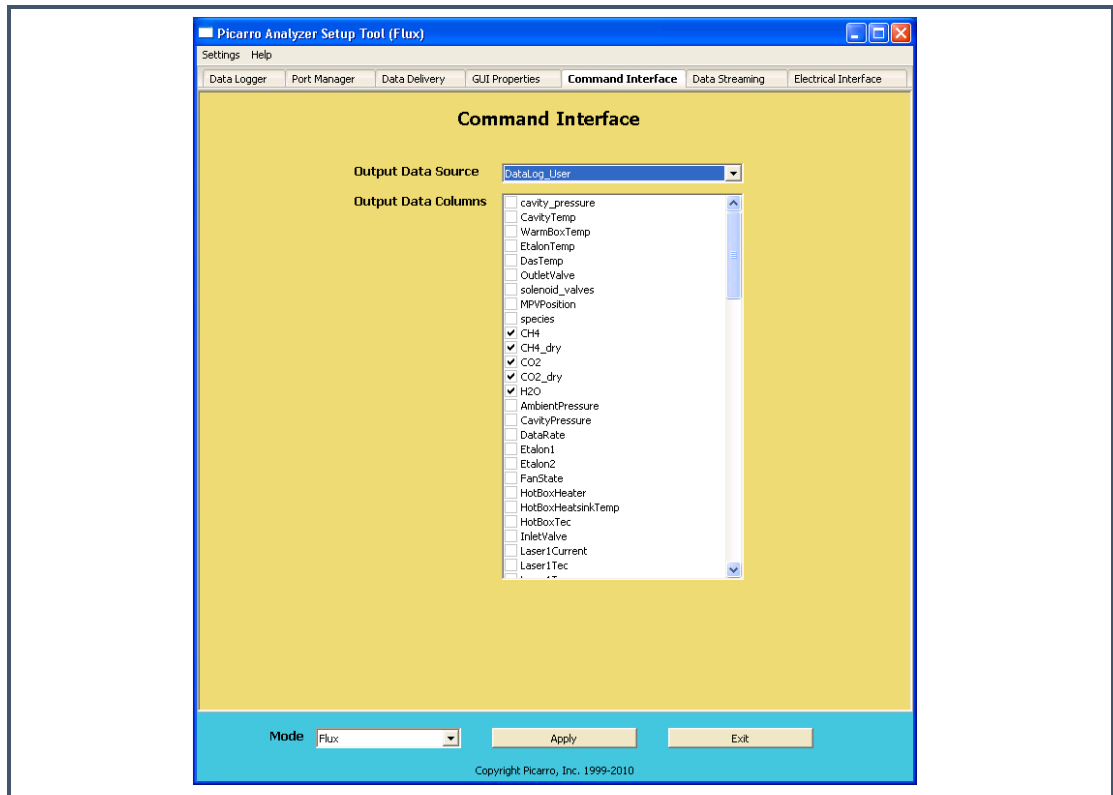 Picarro Analyzer Setup Tool (Flux)
Settings Help
Data Logger Port Manager Data Delivery GUI Properties Command Interface Data Streaming Electrical Interface
Command Interface
Output Data Source DataLog_User
Output Data Columns
cavity_pressure
CavityTemp
WarmBoxTemp
EtalonTemp
DasTemp
OutletValve
solenoid_valves
MPVPosition
species
CH4
CH4_dry
CO2
CO2_dry
H2O
AmbientPressure
CavityPressure
DataRate
Etalon1
Etalon2
FanState
HotBoxHeater
HotBoxHeatsinkTemp
HotBoxTec
InletValve
Laser1Current
Laser1Tec
Mode Flux Apply Exit
Copyright Picarro, Inc. 1999-2010